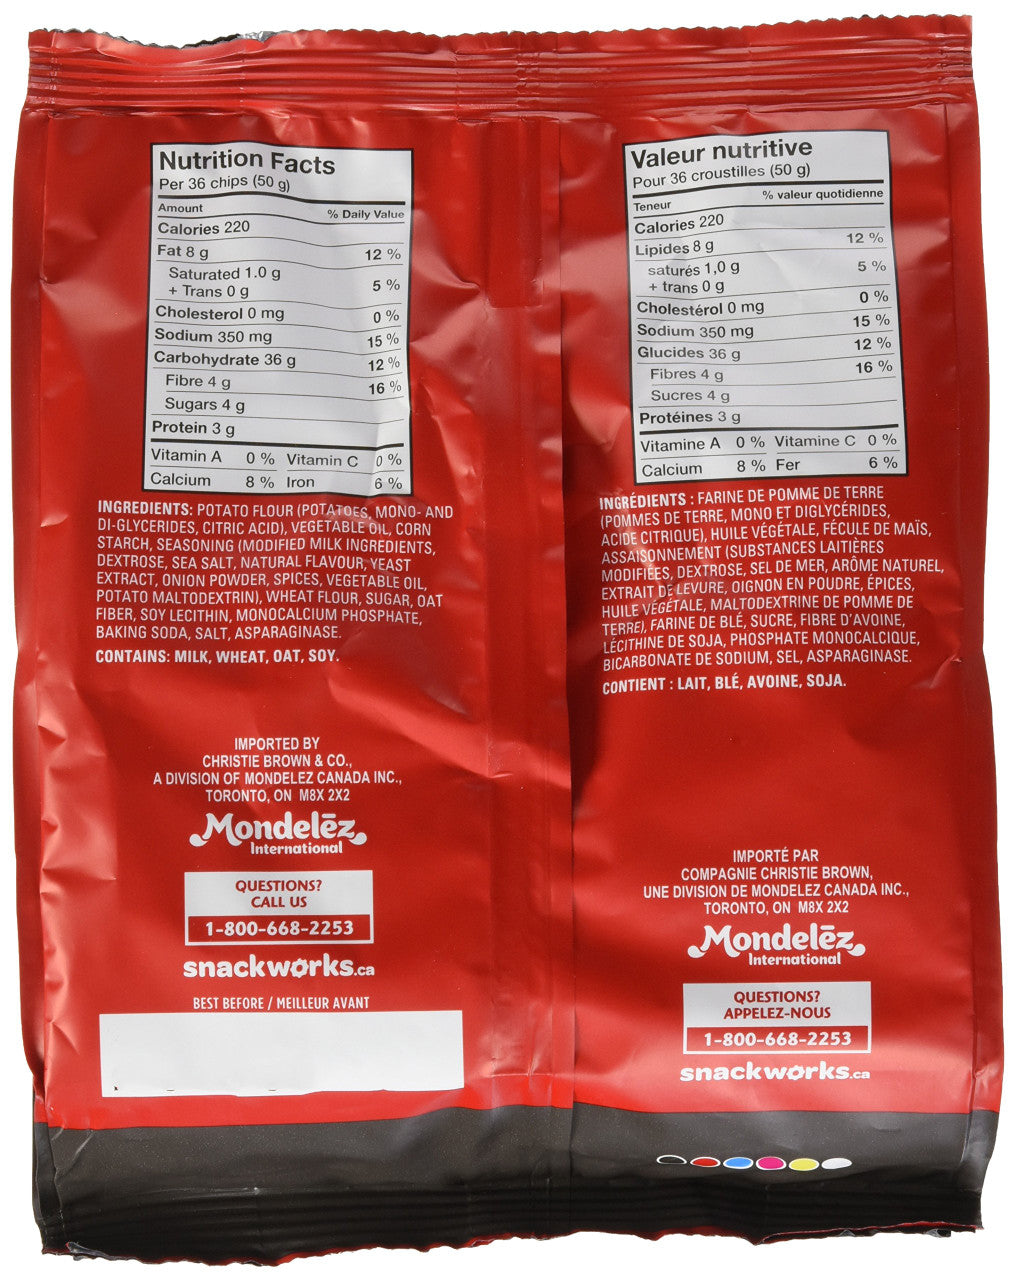 Nutrition Facts
Per 36 chips (50 g)
Amount % Daily Value
Calories 220
Fat 8 g 12 %
Saturated 1.0 g
+ Trans 0 g 5 %
Cholesterol 0 mg 0 %
Sodium 350 mg 15 %
Carbohydrate 36 g 12 %
Fibre 4 g 16 %
Sugars 4 g
Protein 3 g
Vitamin A 0 % Vitamin C 0 %
Calcium 8 % Iron 6 %
INGREDIENTS: POTATO FLOUR (POTATOES, MONO- AND
DI-GLYCERIDES, CITRIC ACID), VEGETABLE OIL, CORN
STARCH, SEASONING (MODIFIED MILK INGREDIENTS,
DEXTROSE, SEA SALT, NATURAL FLAVOUR, YEAST
EXTRACT, ONION POWDER, SPICES, VEGETABLE OIL,
POTATO MALTODEXTRIN), WHEAT FLOUR, SUGAR, OAT
FIBER, SOY LECITHIN, MONOCALCIUM PHOSPHATE,
BAKING SODA, SALT, ASPARAGINASE.
CONTAINS: MILK, WHEAT, OAT, SOY.
IMPORTED BY
CHRISTIE BROWN & CO.,
A DIVISION OF MONDELEZ CANADA INC.,
TORONTO, ON M8X 2X2
Mondelēz
International
QUESTIONS?
CALL US
1-800-668-2253
snackworks.ca
BEST BEFORE / MEILLEUR AVANT
Valeur nutritive
Pour 36 croustilles (50 g)
Teneur % valeur quotidienne
Calories 220
Lipides 8 g 12 %
saturés 1,0 g 5 %
+ trans 0 g
Cholestérol 0 mg 0 %
Sodium 350 mg 15 %
Glucides 36 g 12 %
Fibres 4 g 16 %
Sucres 4 g
Protéines 3 g
Vitamine A 0 % Vitamine C 0 %
Calcium 8 % Fer 6 %
INGRÉDIENTS : FARINE DE POMME DE TERRE
(POMMES DE TERRE, MONO ET DIGLYCÉRIDES,
ACIDE CITRIQUE), HUILE VÉGÉTALE, FÉCULE DE MAÏS,
ASSAISONNEMENT (SUBSTANCES LAITIÈRES
MODIFIÉES, DEXTROSE, SEL DE MER, ARÔME NATUREL,
EXTRAIT DE LEVURE, OIGNON EN POUDRE, ÉPICES,
HUILE VÉGÉTALE, MALTODEXTRINE DE POMME DE
TERRE), FARINE DE BLÉ, SUCRE, FIBRE D'AVOINE,
LÉCITHINE DE SOJA, PHOSPHATE MONOCALCIQUE,
BICARBONATE DE SODIUM, SEL, ASPARAGINASE.
CONTIENT : LAIT, BLÉ, AVOINE, SOJA.
IMPORTÉ PAR
COMPAGNIE CHRISTIE BROWN,
UNE DIVISION DE MONDELEZ CANADA INC.,
TORONTO, ON M8X 2X2
Mondelēz
International
QUESTIONS?
APPELEZ-NOUS
1-800-668-2253
snackworks.ca